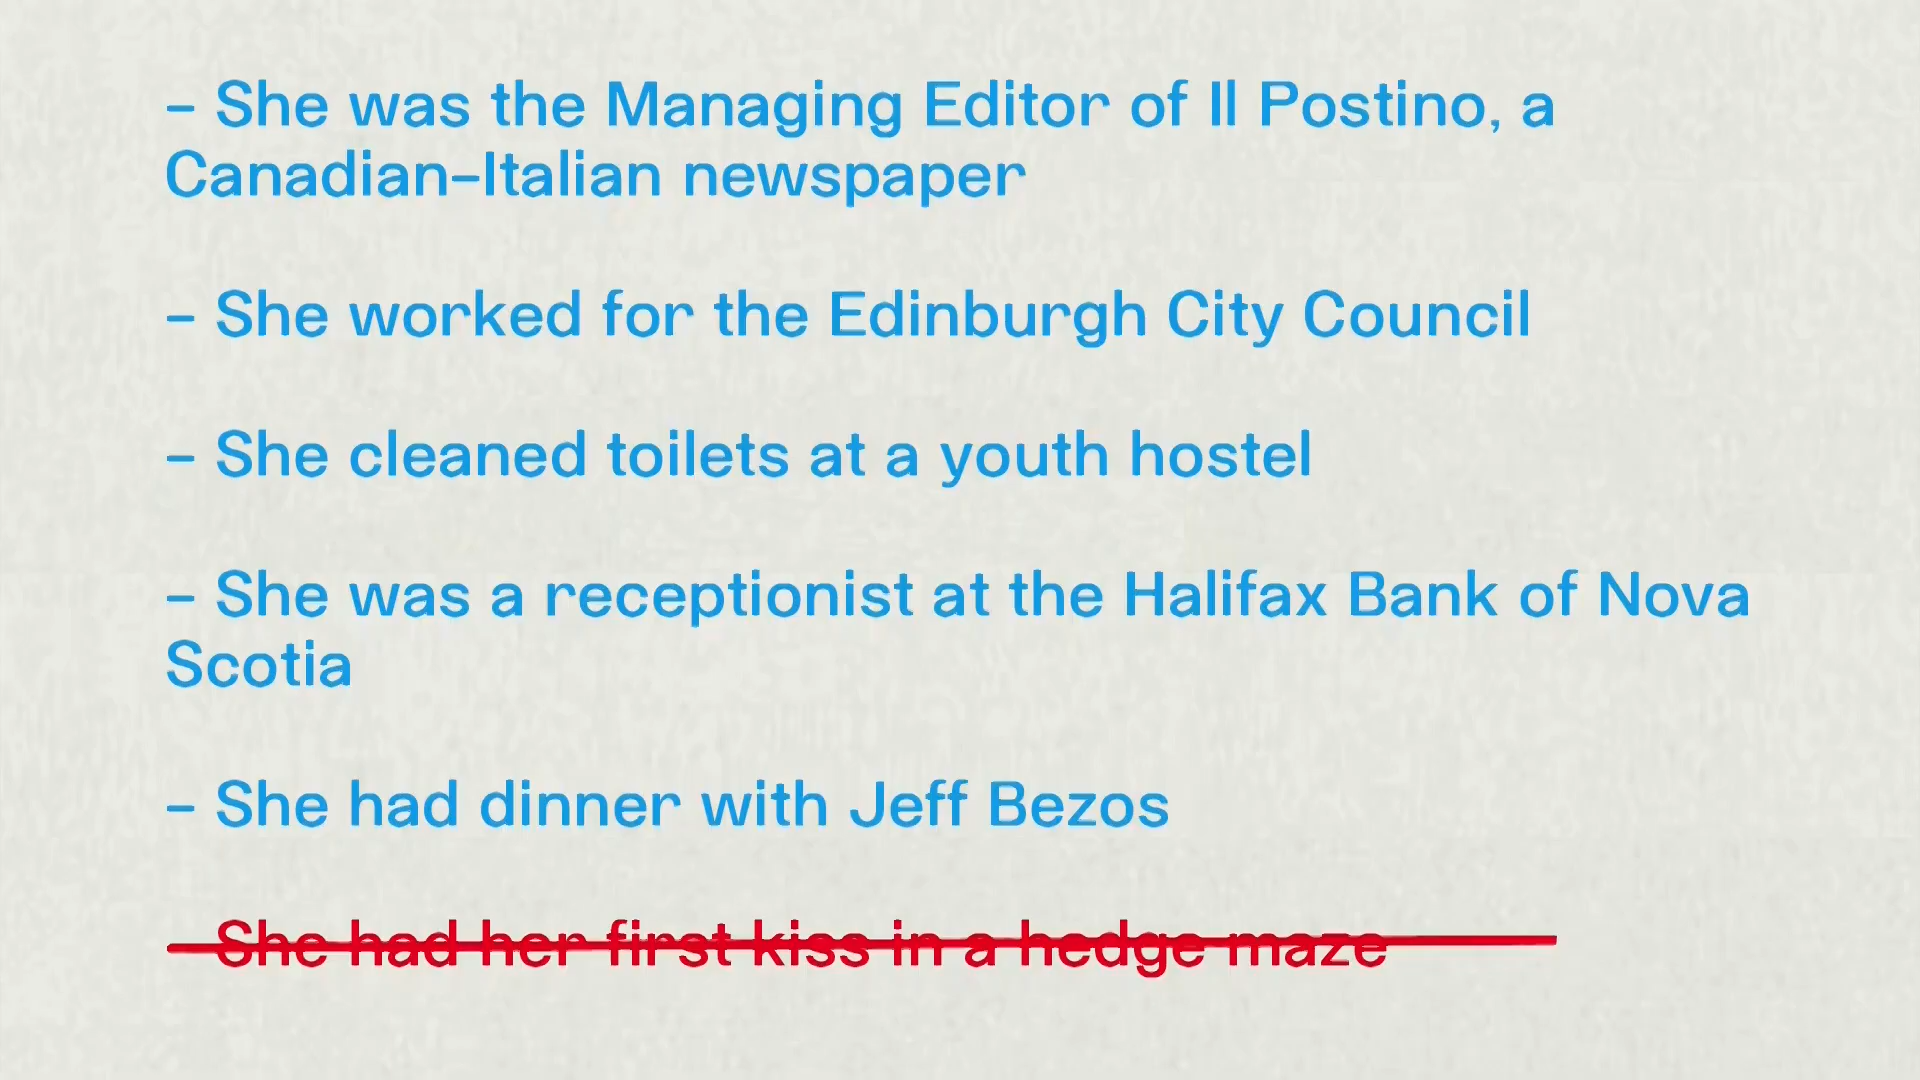 – She was the Managing Editor of Il Postino, a
Canadian–Italian newspaper
– She worked for the Edinburgh City Council
– She cleaned toilets at a youth hostel
– She was a receptionist at the Halifax Bank of Nova
Scotia
– She had dinner with Jeff Bezos
– She had her first kiss in a hedge maze